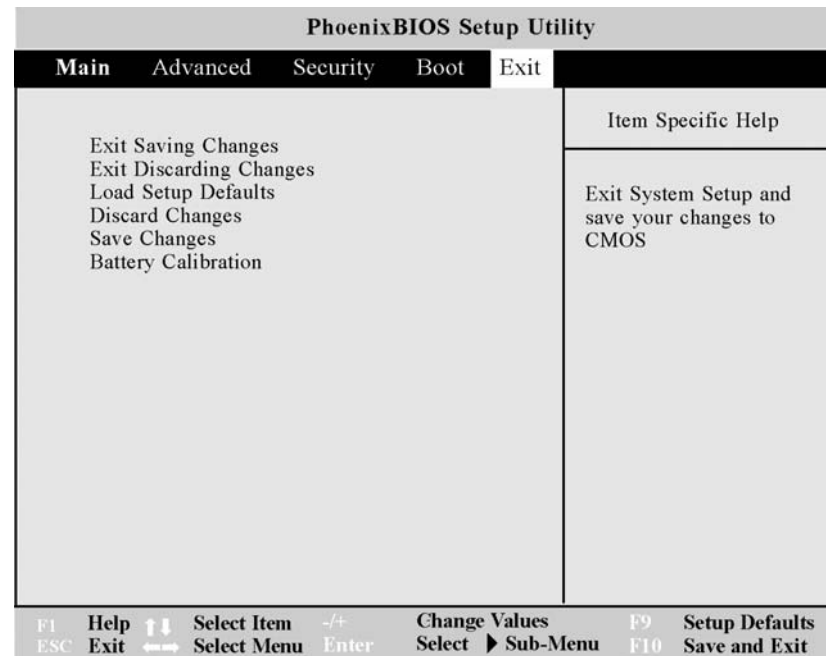 PhoenixBIOS Setup Utility
Main Advanced Security Boot Exit
Item Specific Help
Exit Saving Changes
Exit Discarding Changes
Load Setup Defaults
Discard Changes
Save Changes
Battery Calibration
Exit System Setup and
save your changes to
CMOS
F1 Help Select Item -/+ Change Values F9 Setup Defaults
ESC Exit Select Menu Enter Select Sub-Menu F10 Save and Exit